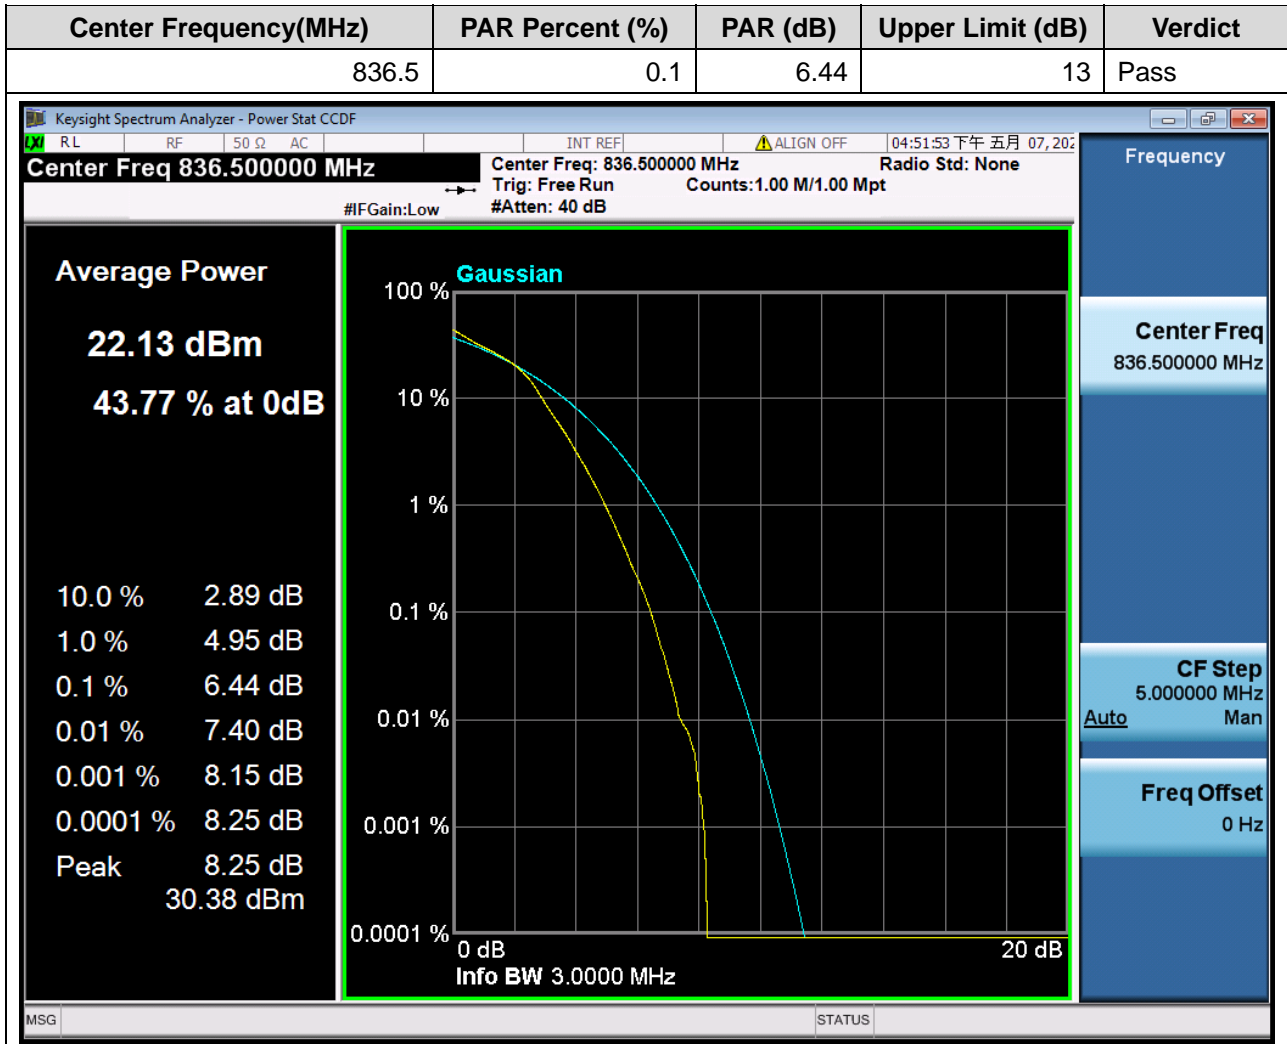 Center Frequency(MHz) PAR Percent (%) PAR (dB) Upper Limit (dB) Verdict
836.5 0.1 6.44 13 Pass
Keysight Spectrum Analyzer - Power Stat CCDF
LXI RL RF 50 Ω AC INT REF ALIGN OFF 04:51:53 下午 五月 07, 202
Center Freq 836.500000 MHz
Center Freq: 836.500000 MHz Radio Std: None
Trig: Free Run Counts:1.00 M/1.00 Mpt
#IFGain:Low #Atten: 40 dB
Frequency
Average Power
22.13 dBm
43.77 % at 0dB
10.0 % 2.89 dB
1.0 % 4.95 dB
0.1 % 6.44 dB
0.01 % 7.40 dB
0.001 % 8.15 dB
0.0001 % 8.25 dB
Peak 8.25 dB
30.38 dBm
Gaussian
100 %
10 %
1 %
0.1 %
0.01 %
0.001 %
0.0001 %
0 dB 20 dB
Info BW 3.0000 MHz
Center Freq
836.500000 MHz
CF Step
5.000000 MHz
Auto Man
Freq Offset
0 Hz
MSG STATUS